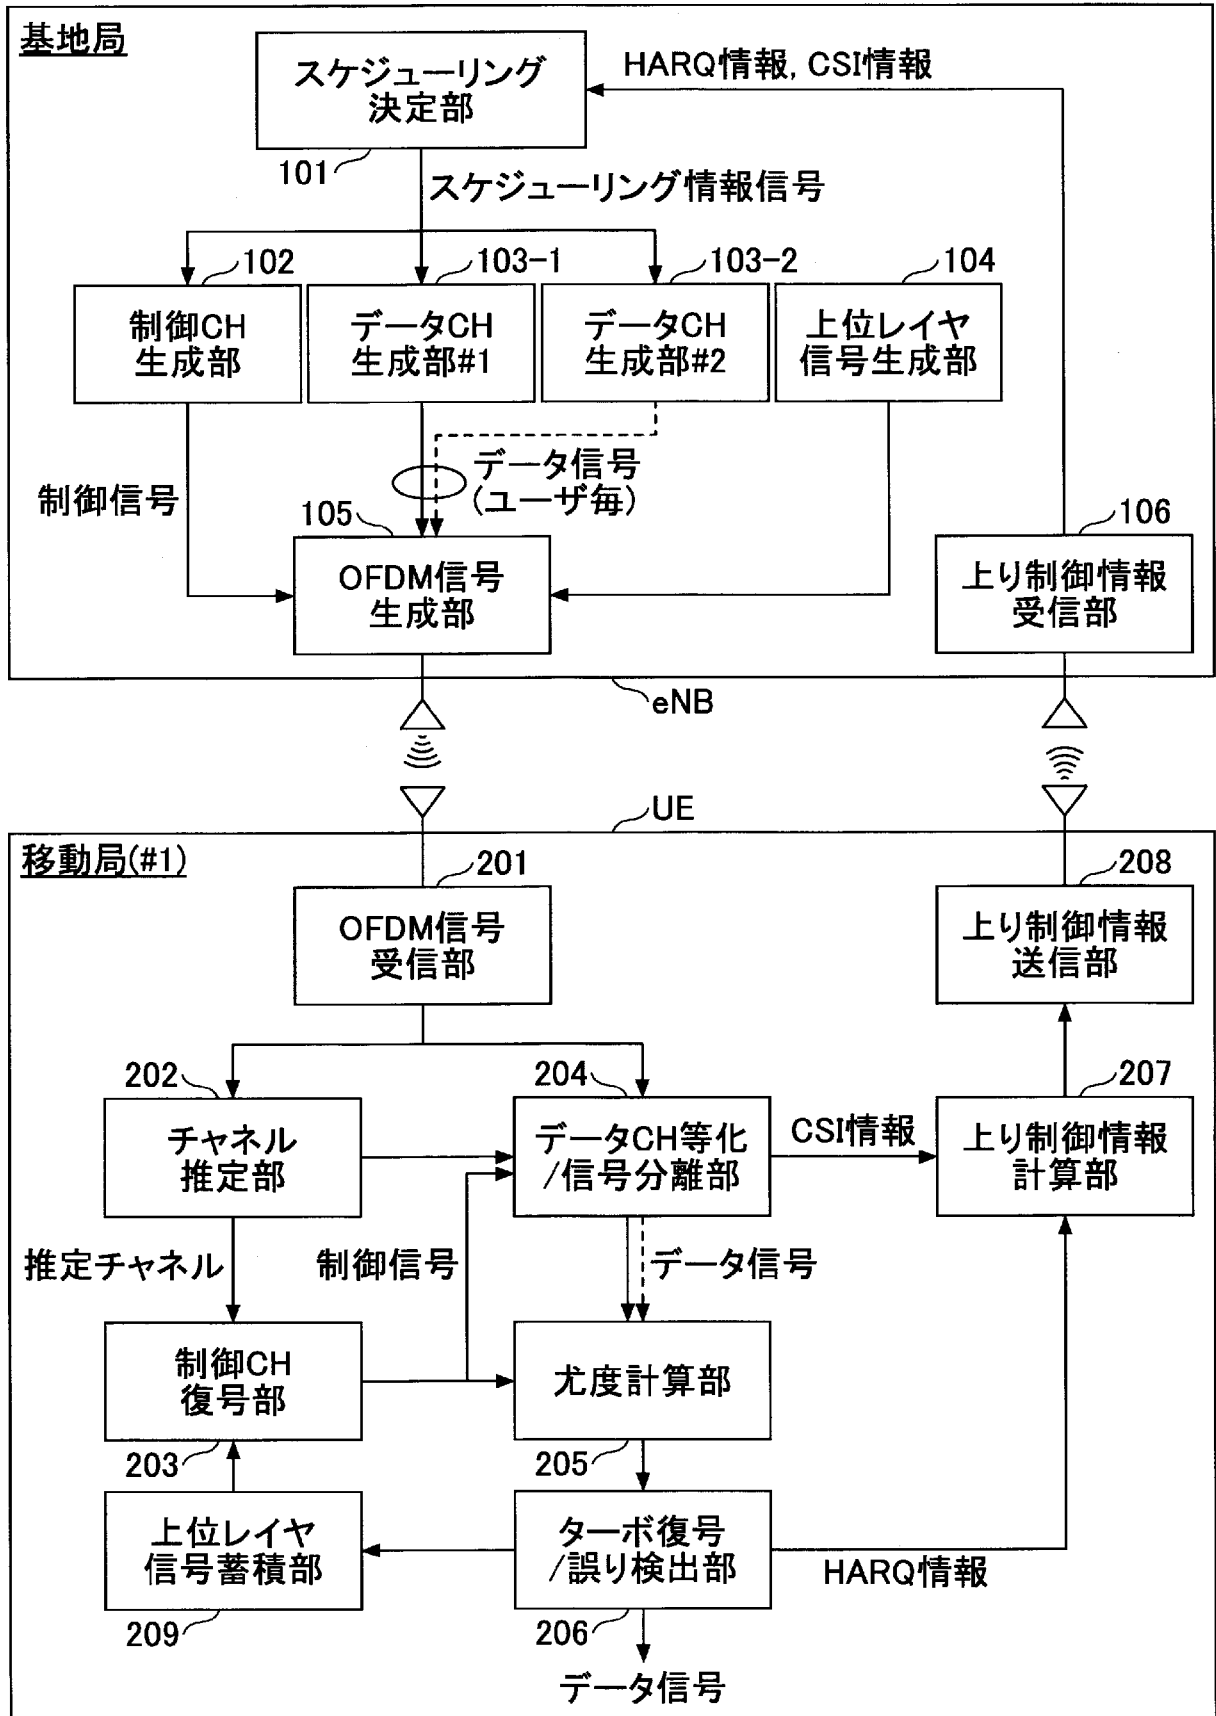 基地局
スケジューリング
決定部
101
HARQ情報, CSI情報
スケジューリング情報信号
102
103-1
103-2
104
制御CH
生成部
データCH
生成部#1
データCH
生成部#2
上位レイヤ
信号生成部
制御信号
データ信号
(ユーザ毎)
105
106
OFDM信号
生成部
上り制御情報
受信部
eNB
UE
移動局(#1)
201
208
OFDM信号
受信部
上り制御情報
送信部
202
204
207
チャネル
推定部
データCH等化
/信号分離部
CSI情報
上り制御情報
計算部
推定チャネル
制御信号
データ信号
制御CH
復号部
尤度計算部
203
205
上位レイヤ
信号蓄積部
ターボ復号
/誤り検出部
HARQ情報
209
206
データ信号